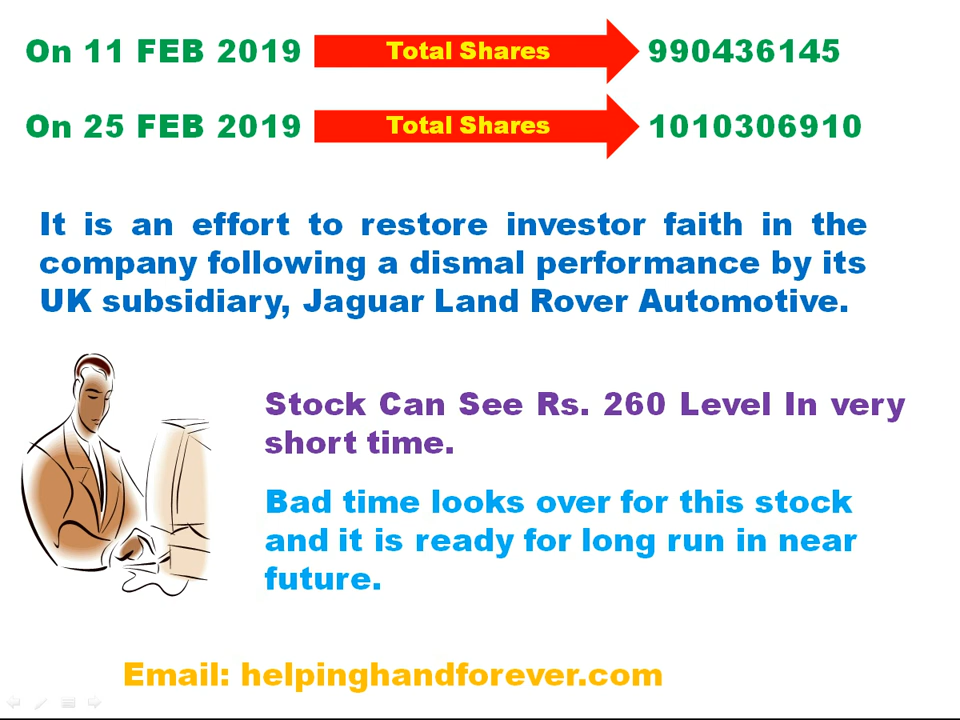 On 11 FEB 2019 Total Shares 990436145
On 25 FEB 2019 Total Shares 1010306910
It is an effort to restore investor faith in the
company following a dismal performance by its
UK subsidiary, Jaguar Land Rover Automotive.
Stock Can See Rs. 260 Level In very
short time.
Bad time looks over for this stock
and it is ready for long run in near
future.
Email: helpinghandforever.com